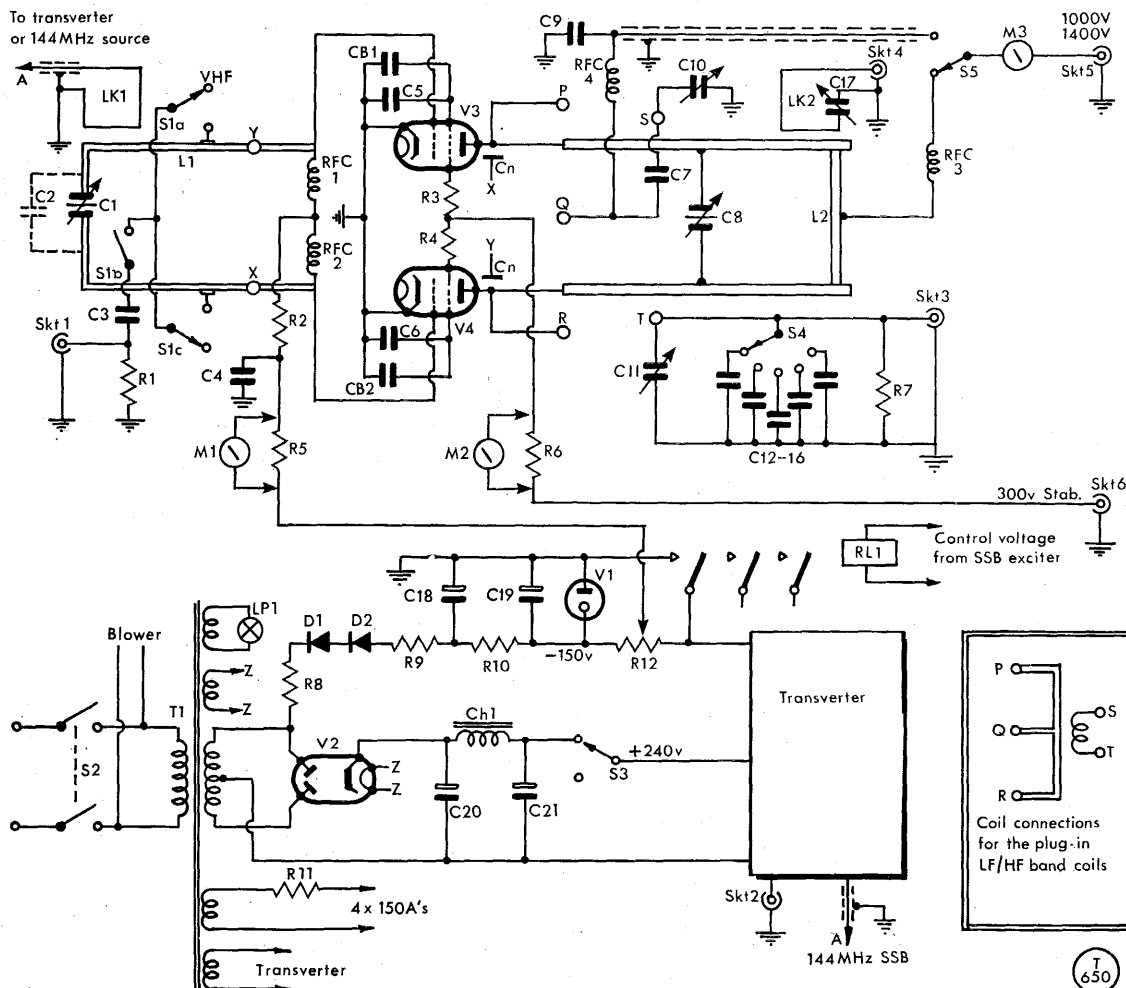 To transverter
or 144MHz source
A
LK1
VHF
S1a
Y
L1
C2
C1
S1b
X
C3
Skt 1
R1
S1c
RFC
1
RFC
2
R2
C4
M1
R5
CB1
C5
V3
R3
R4
Cn
X
Y
Cn
V4
C6
CB2
M2
R6
C9
RFC
4
P
C10
S
C7
Q
C8
R
LK2
C17
Skt4
L2
S5
M3
1000V
1400V
Skt5
RFC
3
T
C11
S4
C12-16
R7
Skt3
300v Stab.
Skt6
RL1
Control voltage
from SSB exciter
Blower
S2
T1
LP1
Z
Z
D1
D2
R8
R9
C18
R10
C19
V1
-150v
R12
V2
Z
Z
Ch1
C20
C21
S3
+240v
Transverter
R11
4 x 150A's
Transverter
Skt2
A
144MHz SSB
P
Q
R
S
T
Coil connections
for the plug-in
LF/HF band coils
T
650